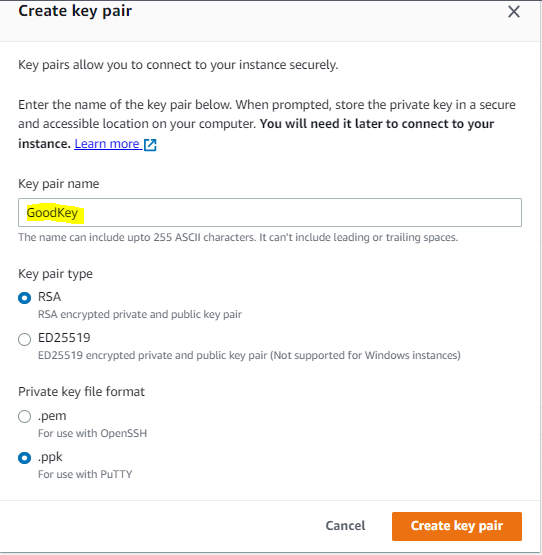 Create key pair
Key pairs allow you to connect to your instance securely.
Enter the name of the key pair below. When prompted, store the private key in a secure
and accessible location on your computer. You will need it later to connect to your
instance. Learn more
Key pair name
GoodKey
The name can include upto 255 ASCII characters. It can't include leading or trailing spaces.
Key pair type
RSA
RSA encrypted private and public key pair
ED25519
ED25519 encrypted private and public key pair (Not supported for Windows instances)
Private key file format
.pem
For use with OpenSSH
.ppk
For use with PuTTY
Cancel
Create key pair